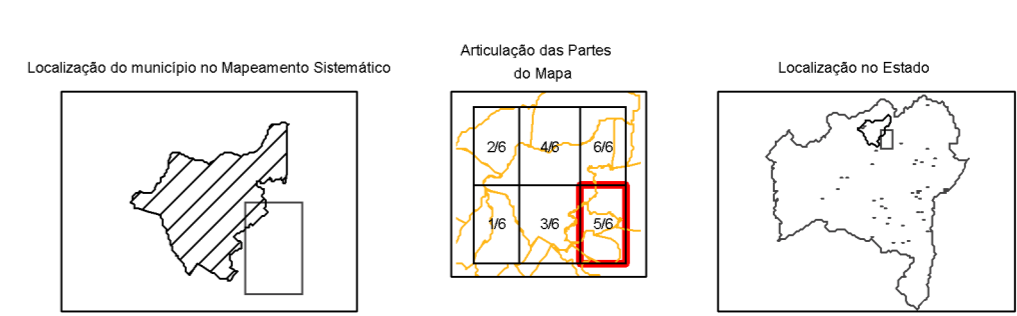 Localização do município no Mapeamento Sistemático
Articulação das Partes
do Mapa
Localização no Estado
2/6
4/6
6/6
1/6
3/6
5/6